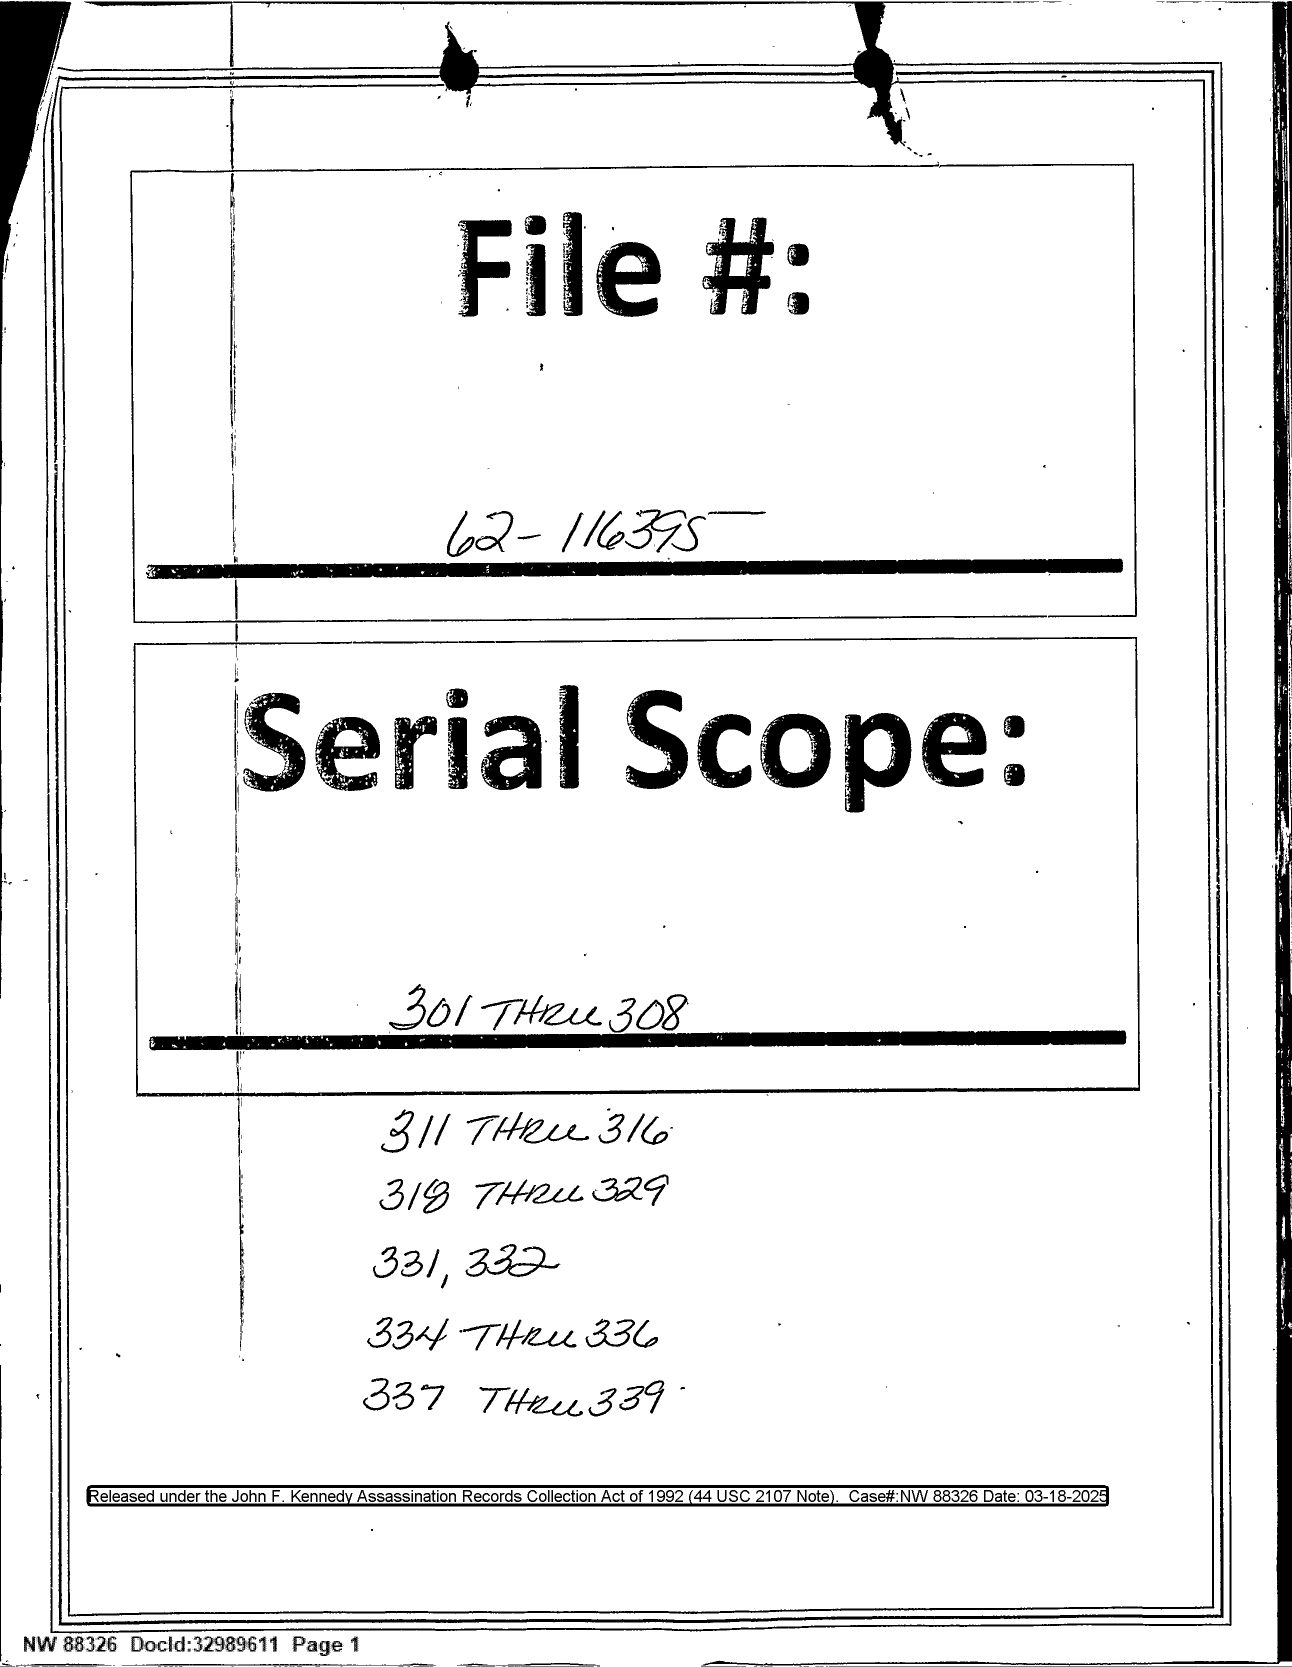 File #:
62-116395
Serial Scope:
301 THRU 308
311 THRU 316
318 THRU 329
331, 332
334 THRU 336
337 THRU 339
Released under the John F. Kennedy Assassination Records Collection Act of 1992 (44 USC 2107 Note). Case#:NW 88326 Date: 03-18-2025
NW 88326 DocId:32989611 Page 1